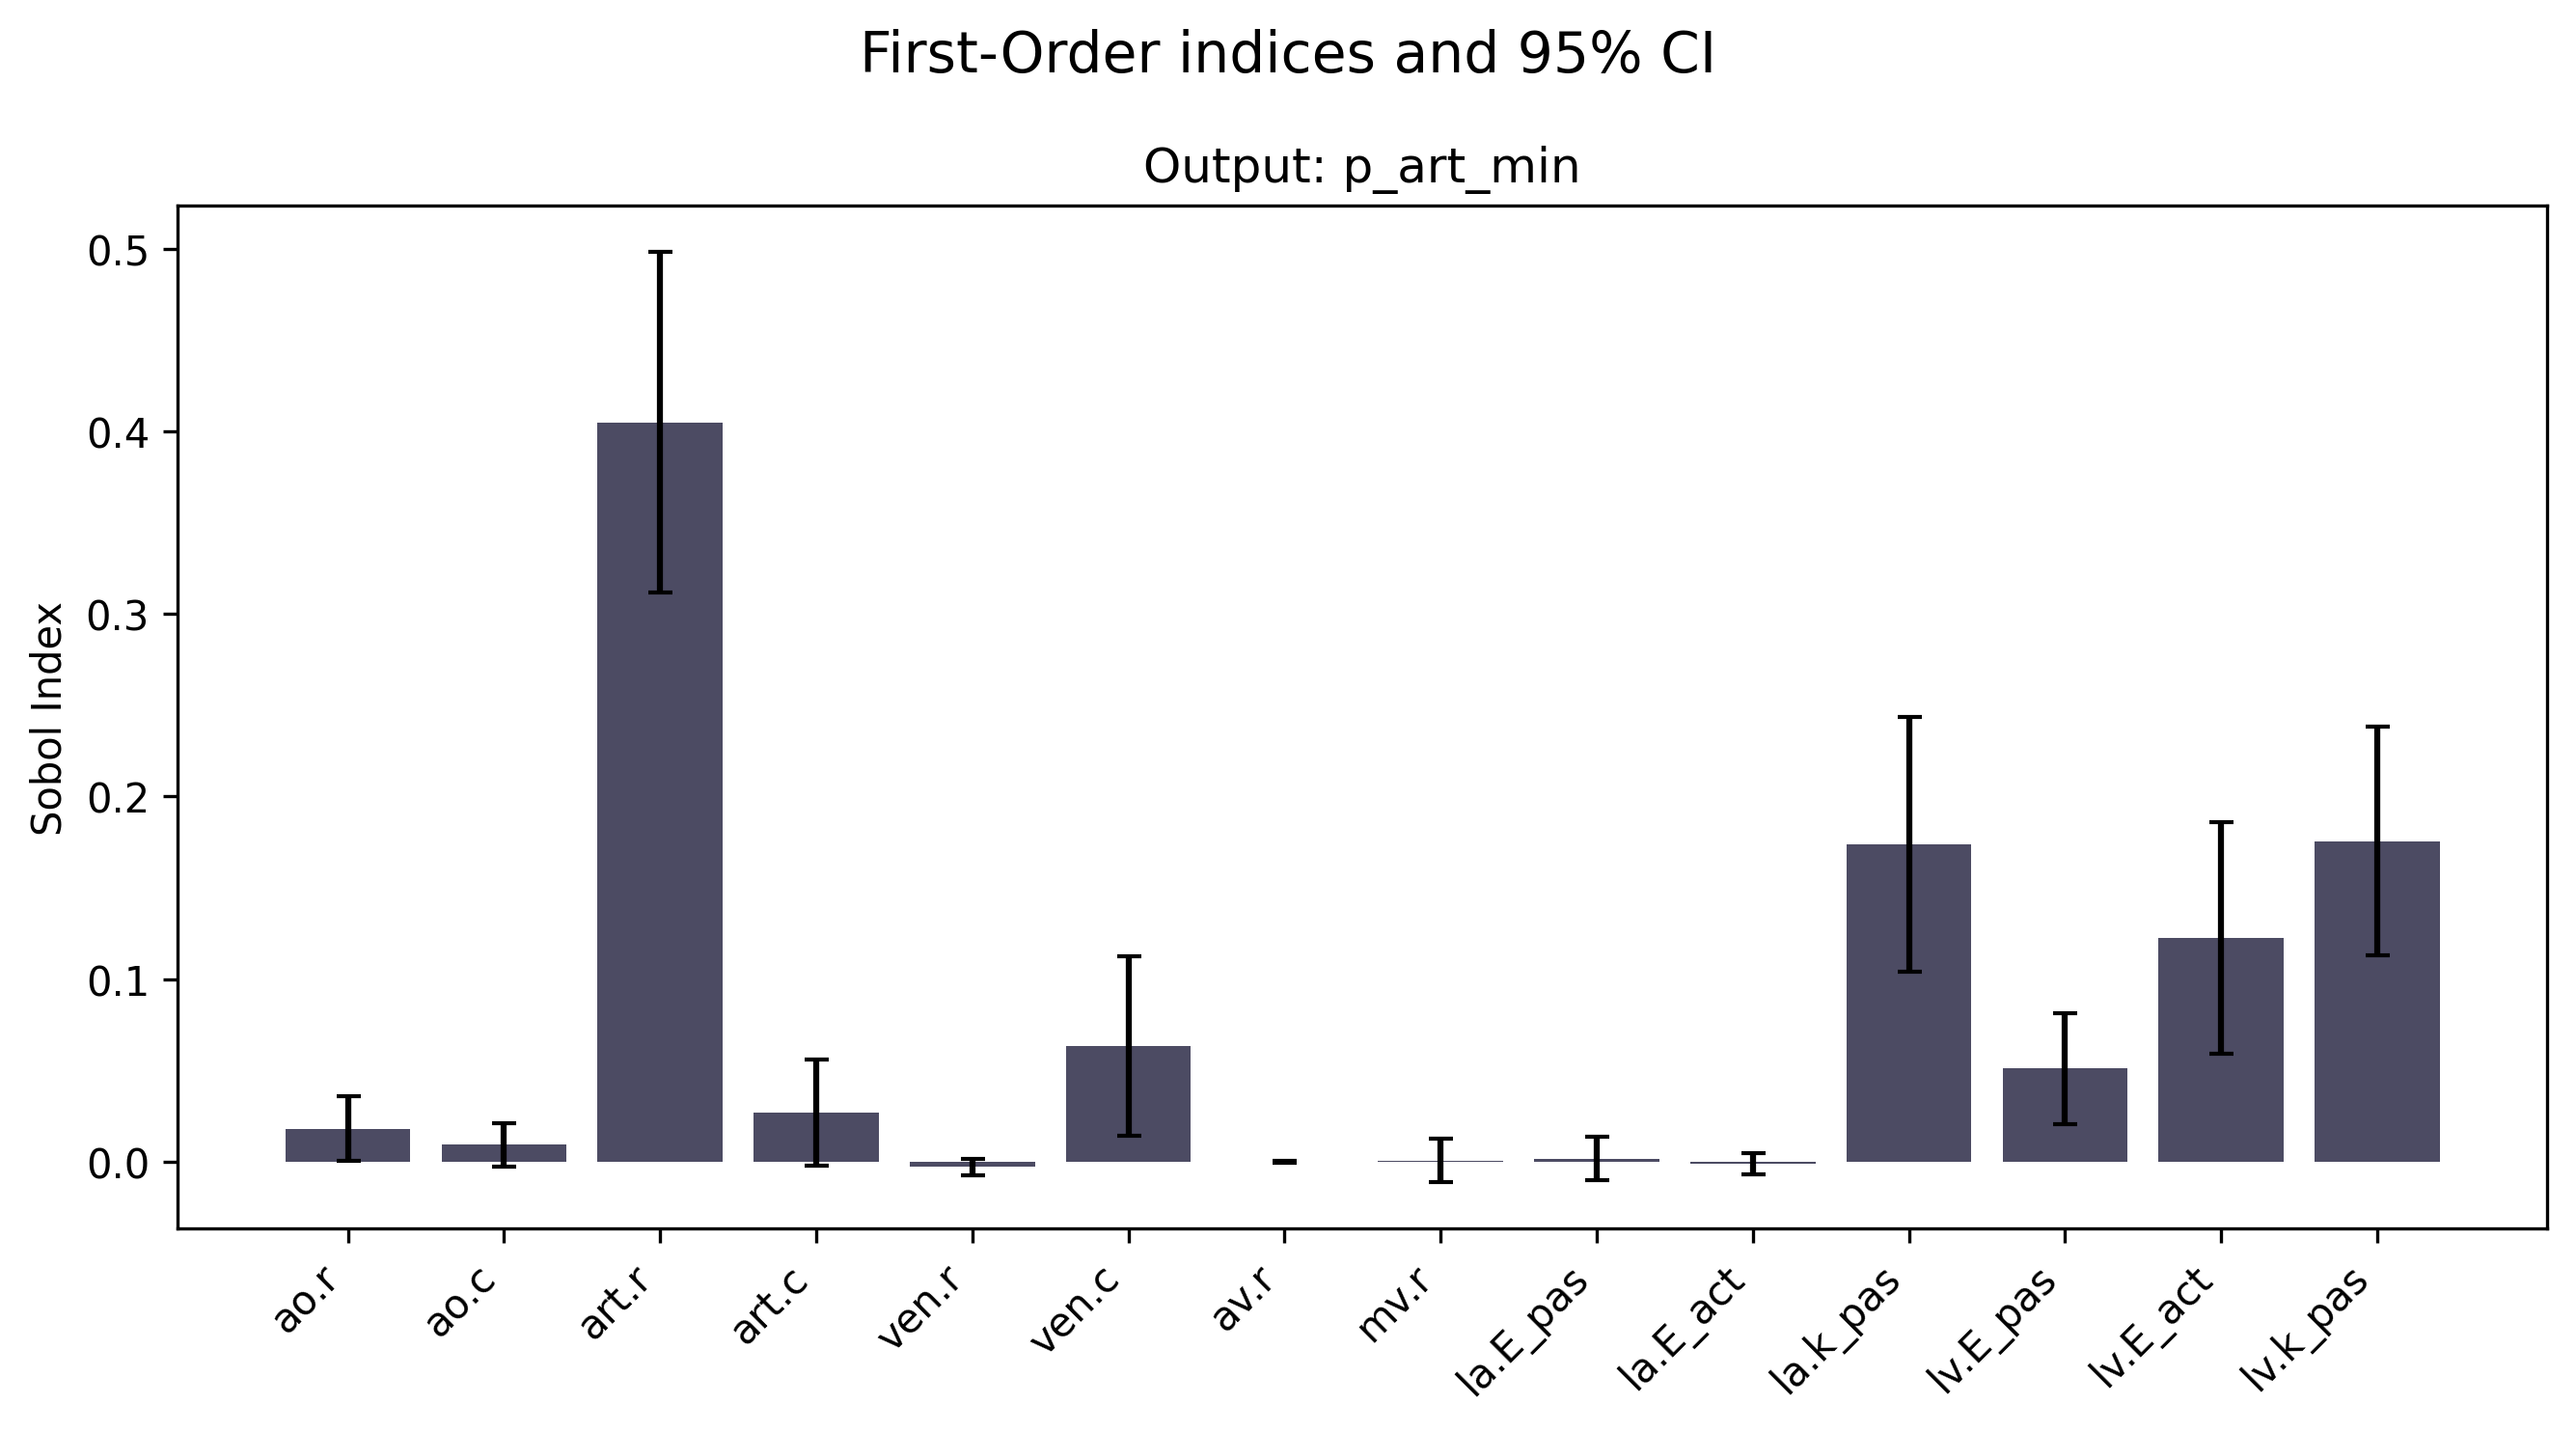 First-Order indices and 95% CI
Output: p_art_min
Sobol Index
0.5
0.4
0.3
0.2
0.1
0.0
ao.r
ao.c
art.r
art.c
ven.r
ven.c
av.r
mv.r
la.E_pas
la.E_act
la.k_pas
lv.E_pas
lv.E_act
lv.k_pas